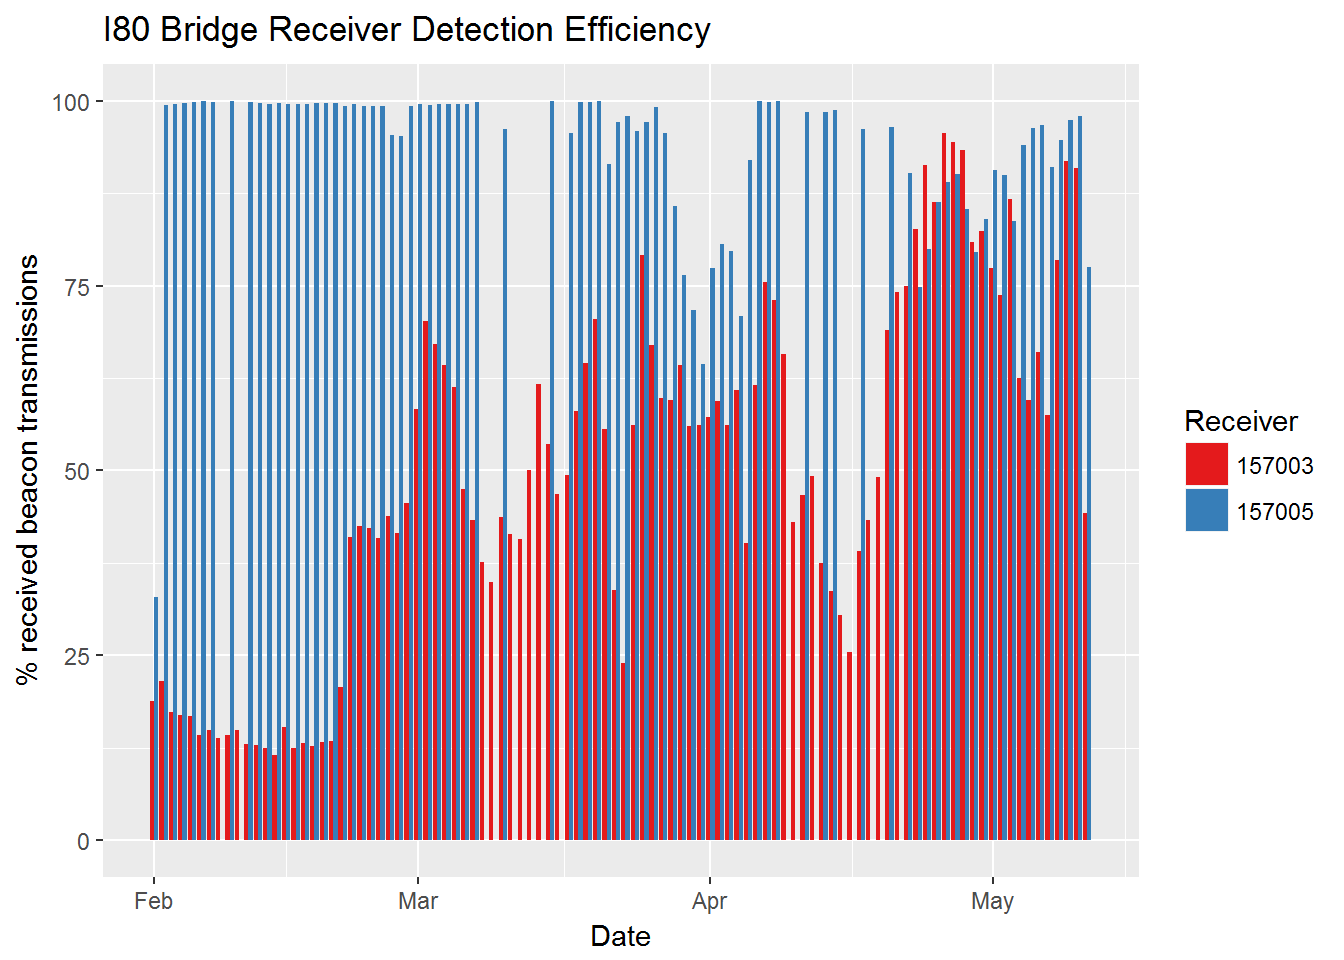 I80 Bridge Receiver Detection Efficiency
% received beacon transmissions
100
75
50
25
0
Feb
Mar
Apr
May
Date
Receiver
157003
157005